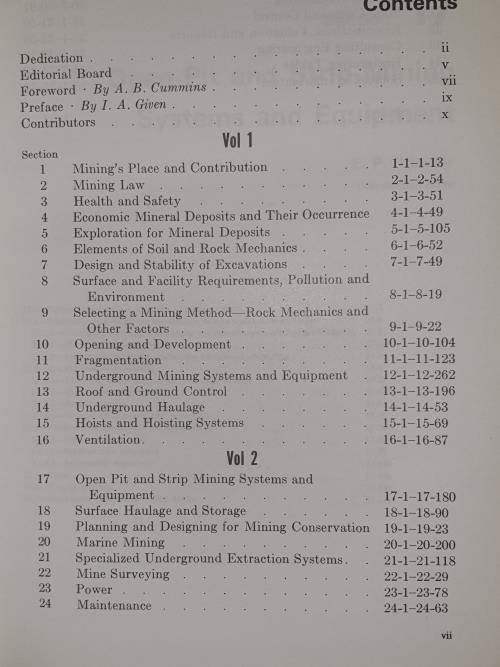 Contents
Dedication . . . . . . . . . . . . . . . . . ii
Editorial Board . . . . . . . . . . . . . . . . v
Foreword · By A. B. Cummins . . . . . . . . . . vii
Preface · By I. A. Given . . . . . . . . . . . . ix
Contributors . . . . . . . . . . . . . . . . x
Vol 1
Section
1 Mining's Place and Contribution . . . . . 1-1–1-13
2 Mining Law . . . . . . . . . . 2-1–2-54
3 Health and Safety . . . . . . . . . 3-1–3-51
4 Economic Mineral Deposits and Their Occurrence 4-1–4-49
5 Exploration for Mineral Deposits . . . . . 5-1–5-105
6 Elements of Soil and Rock Mechanics . . . . 6-1–6-52
7 Design and Stability of Excavations . . . . 7-1–7-49
8 Surface and Facility Requirements, Pollution and
Environment . . . . . . . . . 8-1–8-19
9 Selecting a Mining Method—Rock Mechanics and
Other Factors . . . . . . . . . 9-1–9-22
10 Opening and Development . . . . . . . 10-1–10-104
11 Fragmentation . . . . . . . . . . 11-1–11-123
12 Underground Mining Systems and Equipment . 12-1–12-262
13 Roof and Ground Control . . . . . . . 13-1–13-196
14 Underground Haulage . . . . . . . . 14-1–14-53
15 Hoists and Hoisting Systems . . . . . . 15-1–15-69
16 Ventilation . . . . . . . . . . . 16-1–16-87
Vol 2
17 Open Pit and Strip Mining Systems and
Equipment . . . . . . . . . . 17-1–17-180
18 Surface Haulage and Storage . . . . . . 18-1–18-90
19 Planning and Designing for Mining Conservation 19-1–19-23
20 Marine Mining . . . . . . . . . . 20-1–20-200
21 Specialized Underground Extraction Systems . . 21-1–21-118
22 Mine Surveying . . . . . . . . . . 22-1–22-29
23 Power . . . . . . . . . . . . 23-1–23-78
24 Maintenance . . . . . . . . . . . 24-1–24-63
vii